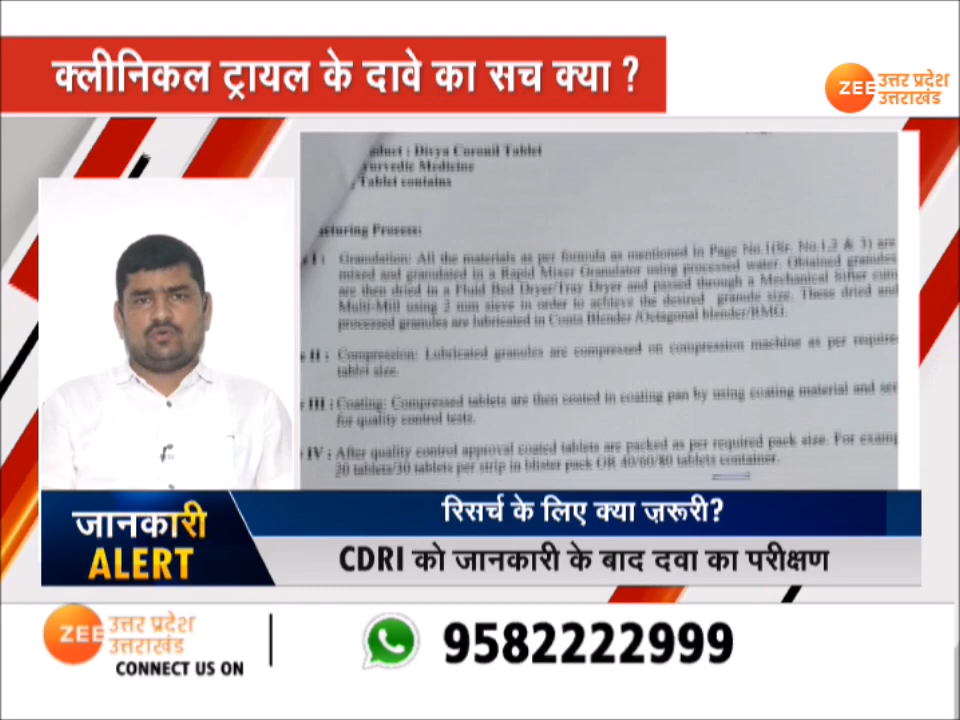 क्लीनिकल ट्रायल के दावे का सच क्या ?
ZEE उत्तर प्रदेश
उत्तराखंड
duct : Divya Coronil Tablet
Ayurvedic Medicine
Tablet contains
cturing Process:
I : Granulation: All the materials as per formula as mentioned in Page No.1(Sr. No.1,2 & 3) are
mixed and granulated in a Rapid Mixer Granulator using processed water. Obtained granules
are then dried in a Fluid Bed Dryer/Tray Dryer and passed through a Mechanical Sifter cum
Multi-Mill using 2 mm sieve in order to achieve the desired granule size. These dried and
processed granules are lubricated in Conta Blender /Octagonal blender/RMG.
II : Compression: Lubricated granules are compressed on compression machine as per require
tablet size.
III : Coating: Compressed tablets are then coated in coating pan by using coating material and
for quality control tests.
IV : After quality control approval coated tablets are packed as per required pack size. For examp
20 tablets/30 tablets per strip in blister pack OR 40/60/80 tablets container.
जानकारी
ALERT
रिसर्च के लिए क्या ज़रूरी?
CDRI को जानकारी के बाद दवा का परीक्षण
ZEE उत्तर प्रदेश
उत्तराखंड
CONNECT US ON
9582222999